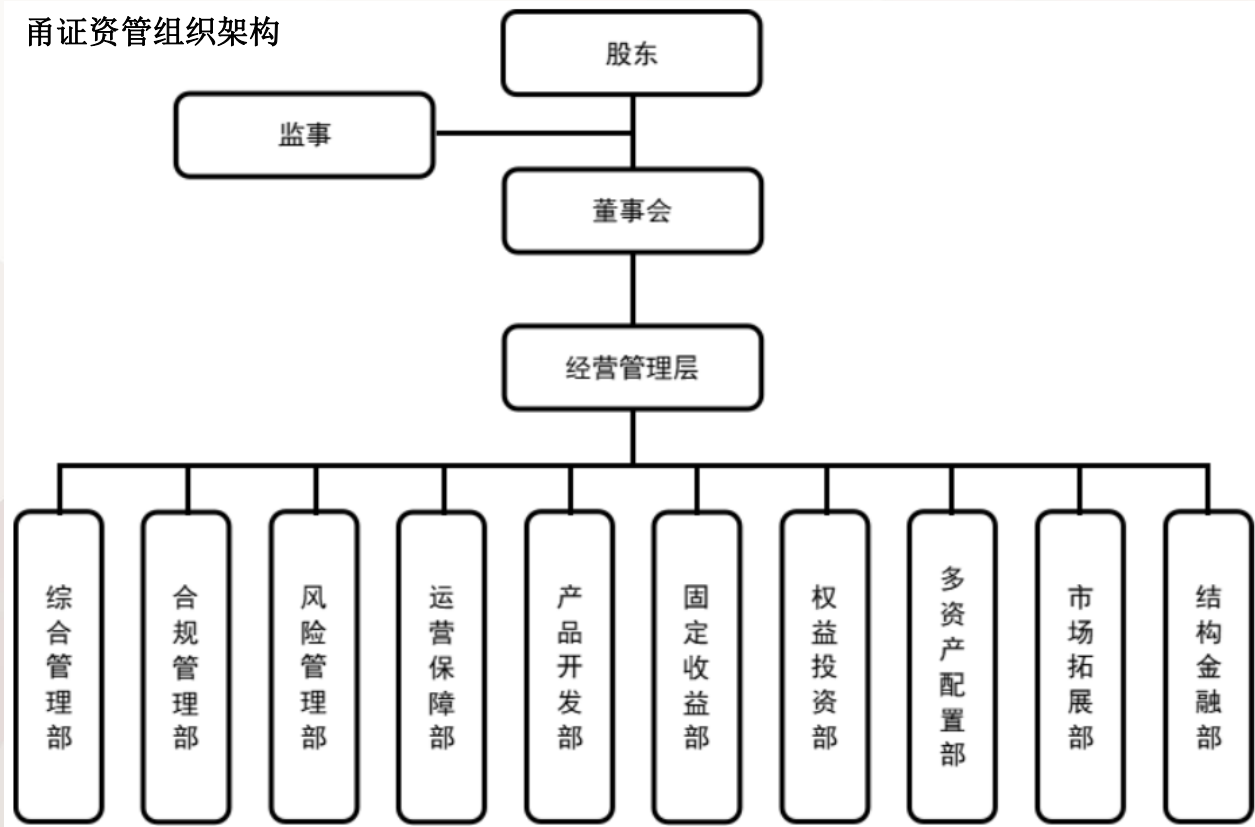 甬证资管组织架构
股东
监事
董事会
经营管理层
综合管理部
合规管理部
风险管理部
运营保障部
产品开发部
固定收益部
权益投资部
多资产配置部
市场拓展部
结构金融部